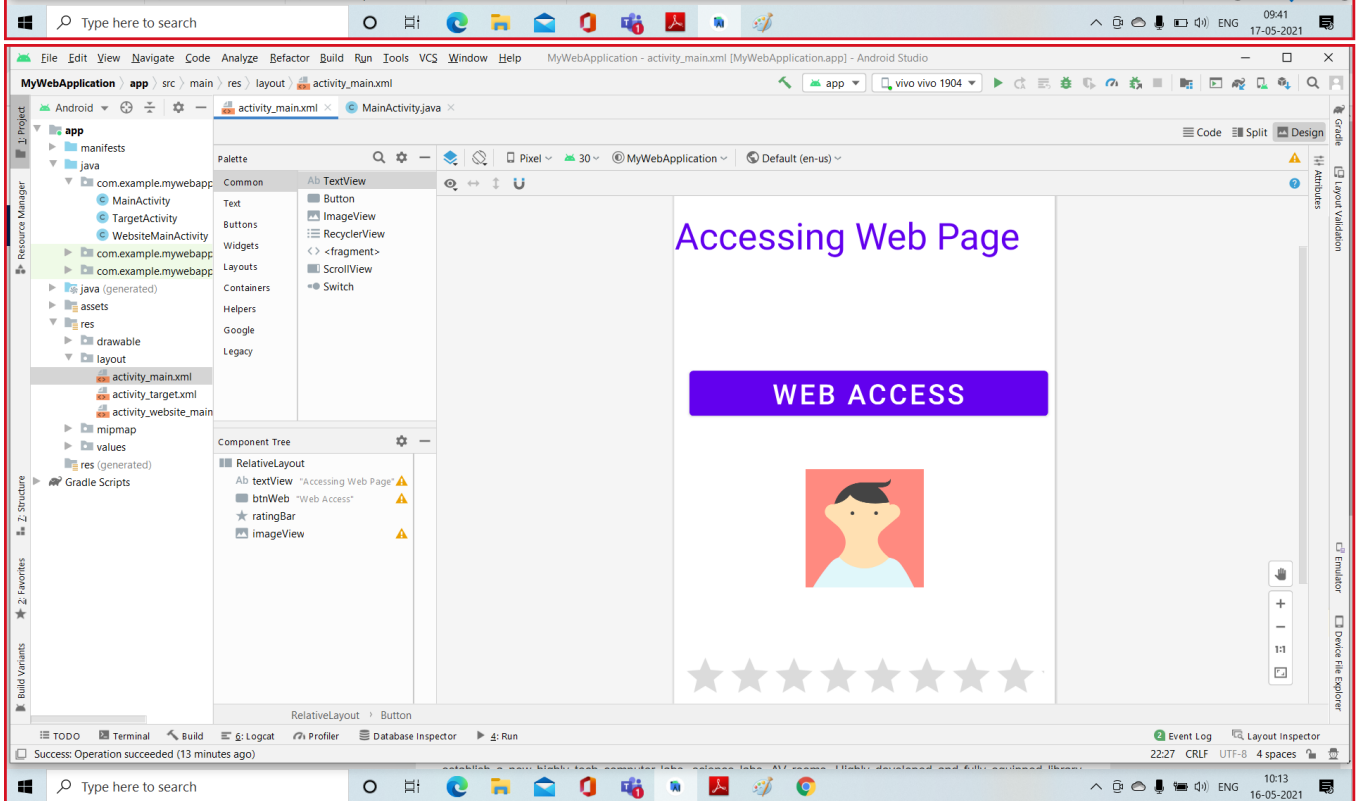 Type here to search
ENG
09:41
17-05-2021
File Edit View Navigate Code Analyze Refactor Build Run Tools VCS Window Help MyWebApplication - activity_main.xml [MyWebApplication.app] - Android Studio
MyWebApplication app src main res layout activity_main.xml
app vivo vivo 1904
Android
activity_main.xml MainActivity.java
Code Split Design
1: Project
Resource Manager
Z: Structure
2: Favorites
Build Variants
app
manifests
java
com.example.mywebapp
MainActivity
TargetActivity
WebsiteMainActivity
com.example.mywebapp
com.example.mywebapp
java (generated)
assets
res
drawable
layout
activity_main.xml
activity_target.xml
activity_website_main
mipmap
values
res (generated)
Gradle Scripts
Palette
Common
Text
Buttons
Widgets
Layouts
Containers
Helpers
Google
Legacy
Ab TextView
Button
ImageView
RecyclerView
<> <fragment>
ScrollView
Switch
Component Tree
RelativeLayout
Ab textView "Accessing Web Page"
btnWeb "Web Access"
ratingBar
imageView
Pixel 30 MyWebApplication Default (en-us)
Accessing Web Page
WEB ACCESS
1:1
Gradle
Layout Validation
Attributes
Emulator
Device File Explorer
RelativeLayout Button
TODO Terminal Build 6: Logcat Profiler Database Inspector 4: Run
2 Event Log Layout Inspector
Success: Operation succeeded (13 minutes ago)
22:27 CRLF UTF-8 4 spaces
Type here to search
ENG
10:13
16-05-2021